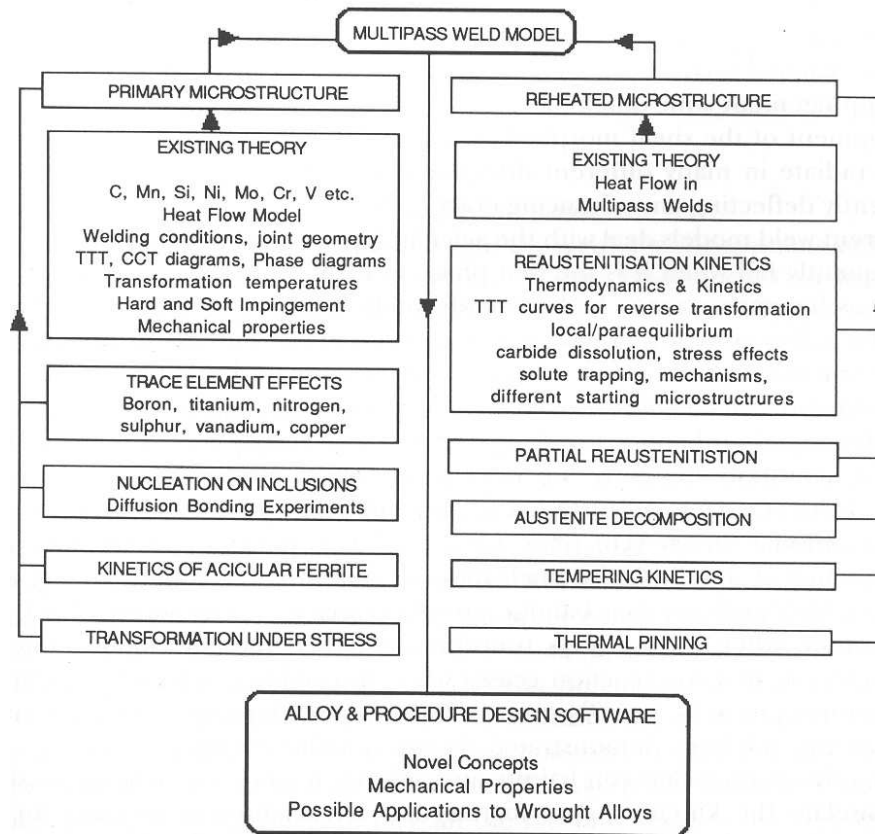 MULTIPASS WELD MODEL
PRIMARY MICROSTRUCTURE
EXISTING THEORY
C, Mn, Si, Ni, Mo, Cr, V etc.
Heat Flow Model
Welding conditions, joint geometry
TTT, CCT diagrams, Phase diagrams
Transformation temperatures
Hard and Soft Impingement
Mechanical properties
TRACE ELEMENT EFFECTS
Boron, titanium, nitrogen,
sulphur, vanadium, copper
NUCLEATION ON INCLUSIONS
Diffusion Bonding Experiments
KINETICS OF ACICULAR FERRITE
TRANSFORMATION UNDER STRESS
REHEATED MICROSTRUCTURE
EXISTING THEORY
Heat Flow in
Multipass Welds
REAUSTENITISATION KINETICS
Thermodynamics & Kinetics
TTT curves for reverse transformation
local/paraequilibrium
carbide dissolution, stress effects
solute trapping, mechanisms,
different starting microstructrures
PARTIAL REAUSTENITISTION
AUSTENITE DECOMPOSITION
TEMPERING KINETICS
THERMAL PINNING
ALLOY & PROCEDURE DESIGN SOFTWARE
Novel Concepts
Mechanical Properties
Possible Applications to Wrought Alloys